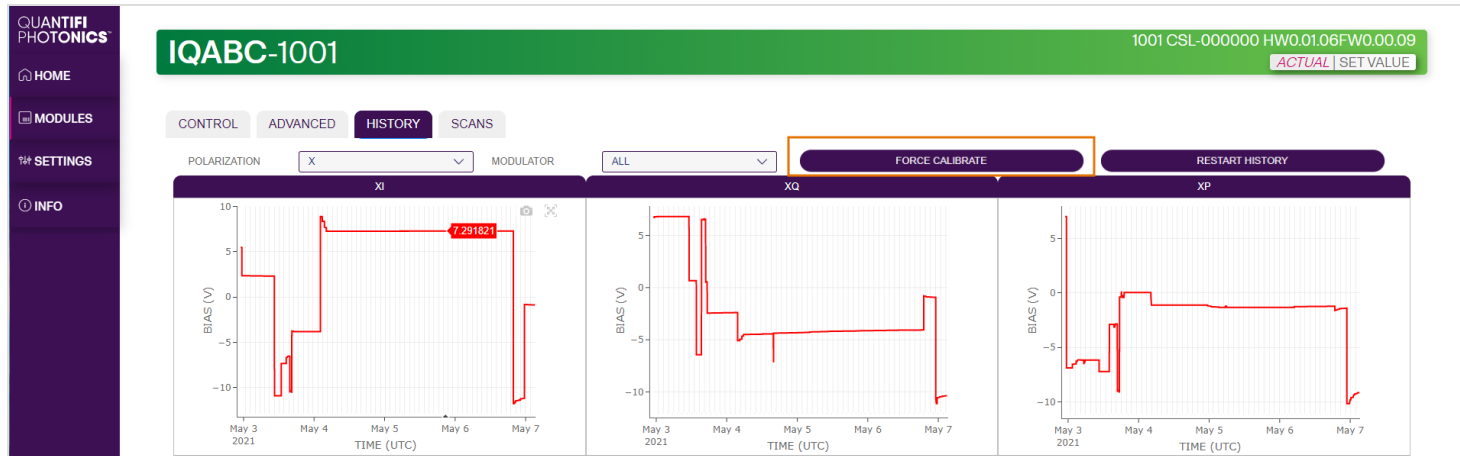 QUANTIFI
PHOTONICS™
HOME
MODULES
SETTINGS
INFO
IQABC-1001
1001 CSL-000000 HW0.01.06FW0.00.09
ACTUAL | SET VALUE
CONTROL ADVANCED HISTORY SCANS
POLARIZATION X MODULATOR ALL FORCE CALIBRATE RESTART HISTORY
XI XQ XP
BIAS (V)
10
5
0
−5
−10
May 3 May 4 May 5 May 6 May 7
2021
TIME (UTC)
7.291821
BIAS (V)
5
0
−5
−10
May 3 May 4 May 5 May 6 May 7
2021
TIME (UTC)
BIAS (V)
5
0
−5
−10
May 3 May 4 May 5 May 6 May 7
2021
TIME (UTC)